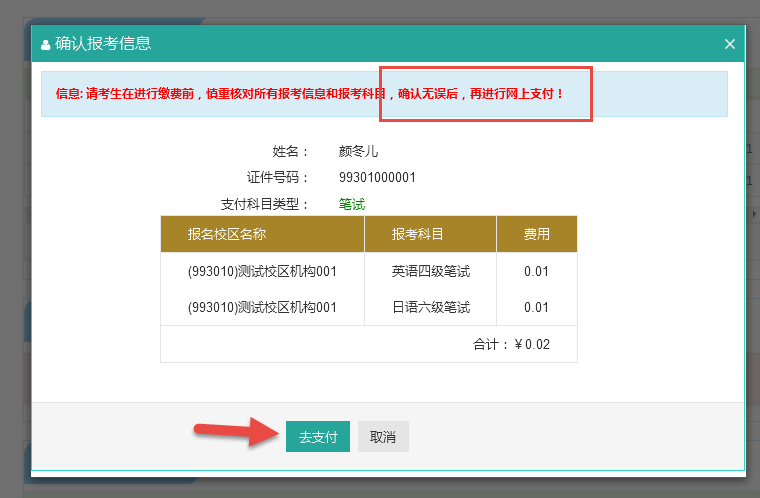 确认报考信息
信息: 请考生在进行缴费前，慎重核对所有报考信息和报考科目，确认无误后，再进行网上支付！
姓名： 颜冬儿
证件号码： 99301000001
支付科目类型： 笔试
报名校区名称 报考科目 费用
(993010)测试校区机构001 英语四级笔试 0.01
(993010)测试校区机构001 日语六级笔试 0.01
合计：￥0.02
去支付 取消